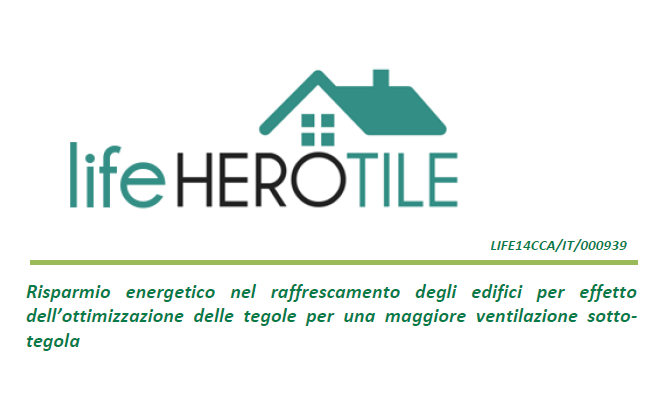 lifeHEROTILE
LIFE14CCA/IT/000939
Risparmio energetico nel raffrescamento degli edifici per effetto
dell’ottimizzazione delle tegole per una maggiore ventilazione sotto-
tegola